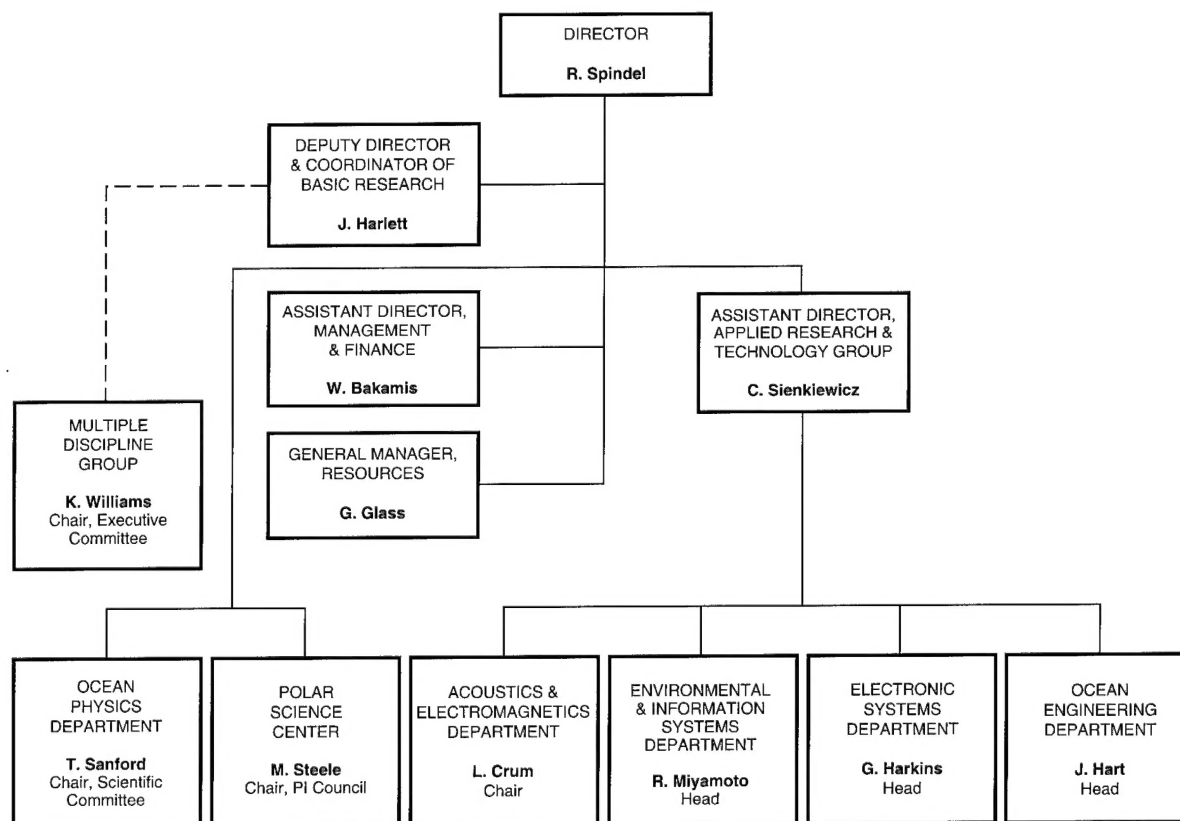 DIRECTOR
R. Spindel
DEPUTY DIRECTOR
& COORDINATOR OF
BASIC RESEARCH
J. Harlett
ASSISTANT DIRECTOR,
MANAGEMENT
& FINANCE
W. Bakamis
ASSISTANT DIRECTOR,
APPLIED RESEARCH &
TECHNOLOGY GROUP
C. Sienkiewicz
MULTIPLE
DISCIPLINE
GROUP
K. Williams
Chair, Executive
Committee
GENERAL MANAGER,
RESOURCES
G. Glass
OCEAN
PHYSICS
DEPARTMENT
T. Sanford
Chair, Scientific
Committee
POLAR
SCIENCE
CENTER
M. Steele
Chair, PI Council
ACOUSTICS &
ELECTROMAGNETICS
DEPARTMENT
L. Crum
Chair
ENVIRONMENTAL
& INFORMATION
SYSTEMS
DEPARTMENT
R. Miyamoto
Head
ELECTRONIC
SYSTEMS
DEPARTMENT
G. Harkins
Head
OCEAN
ENGINEERING
DEPARTMENT
J. Hart
Head